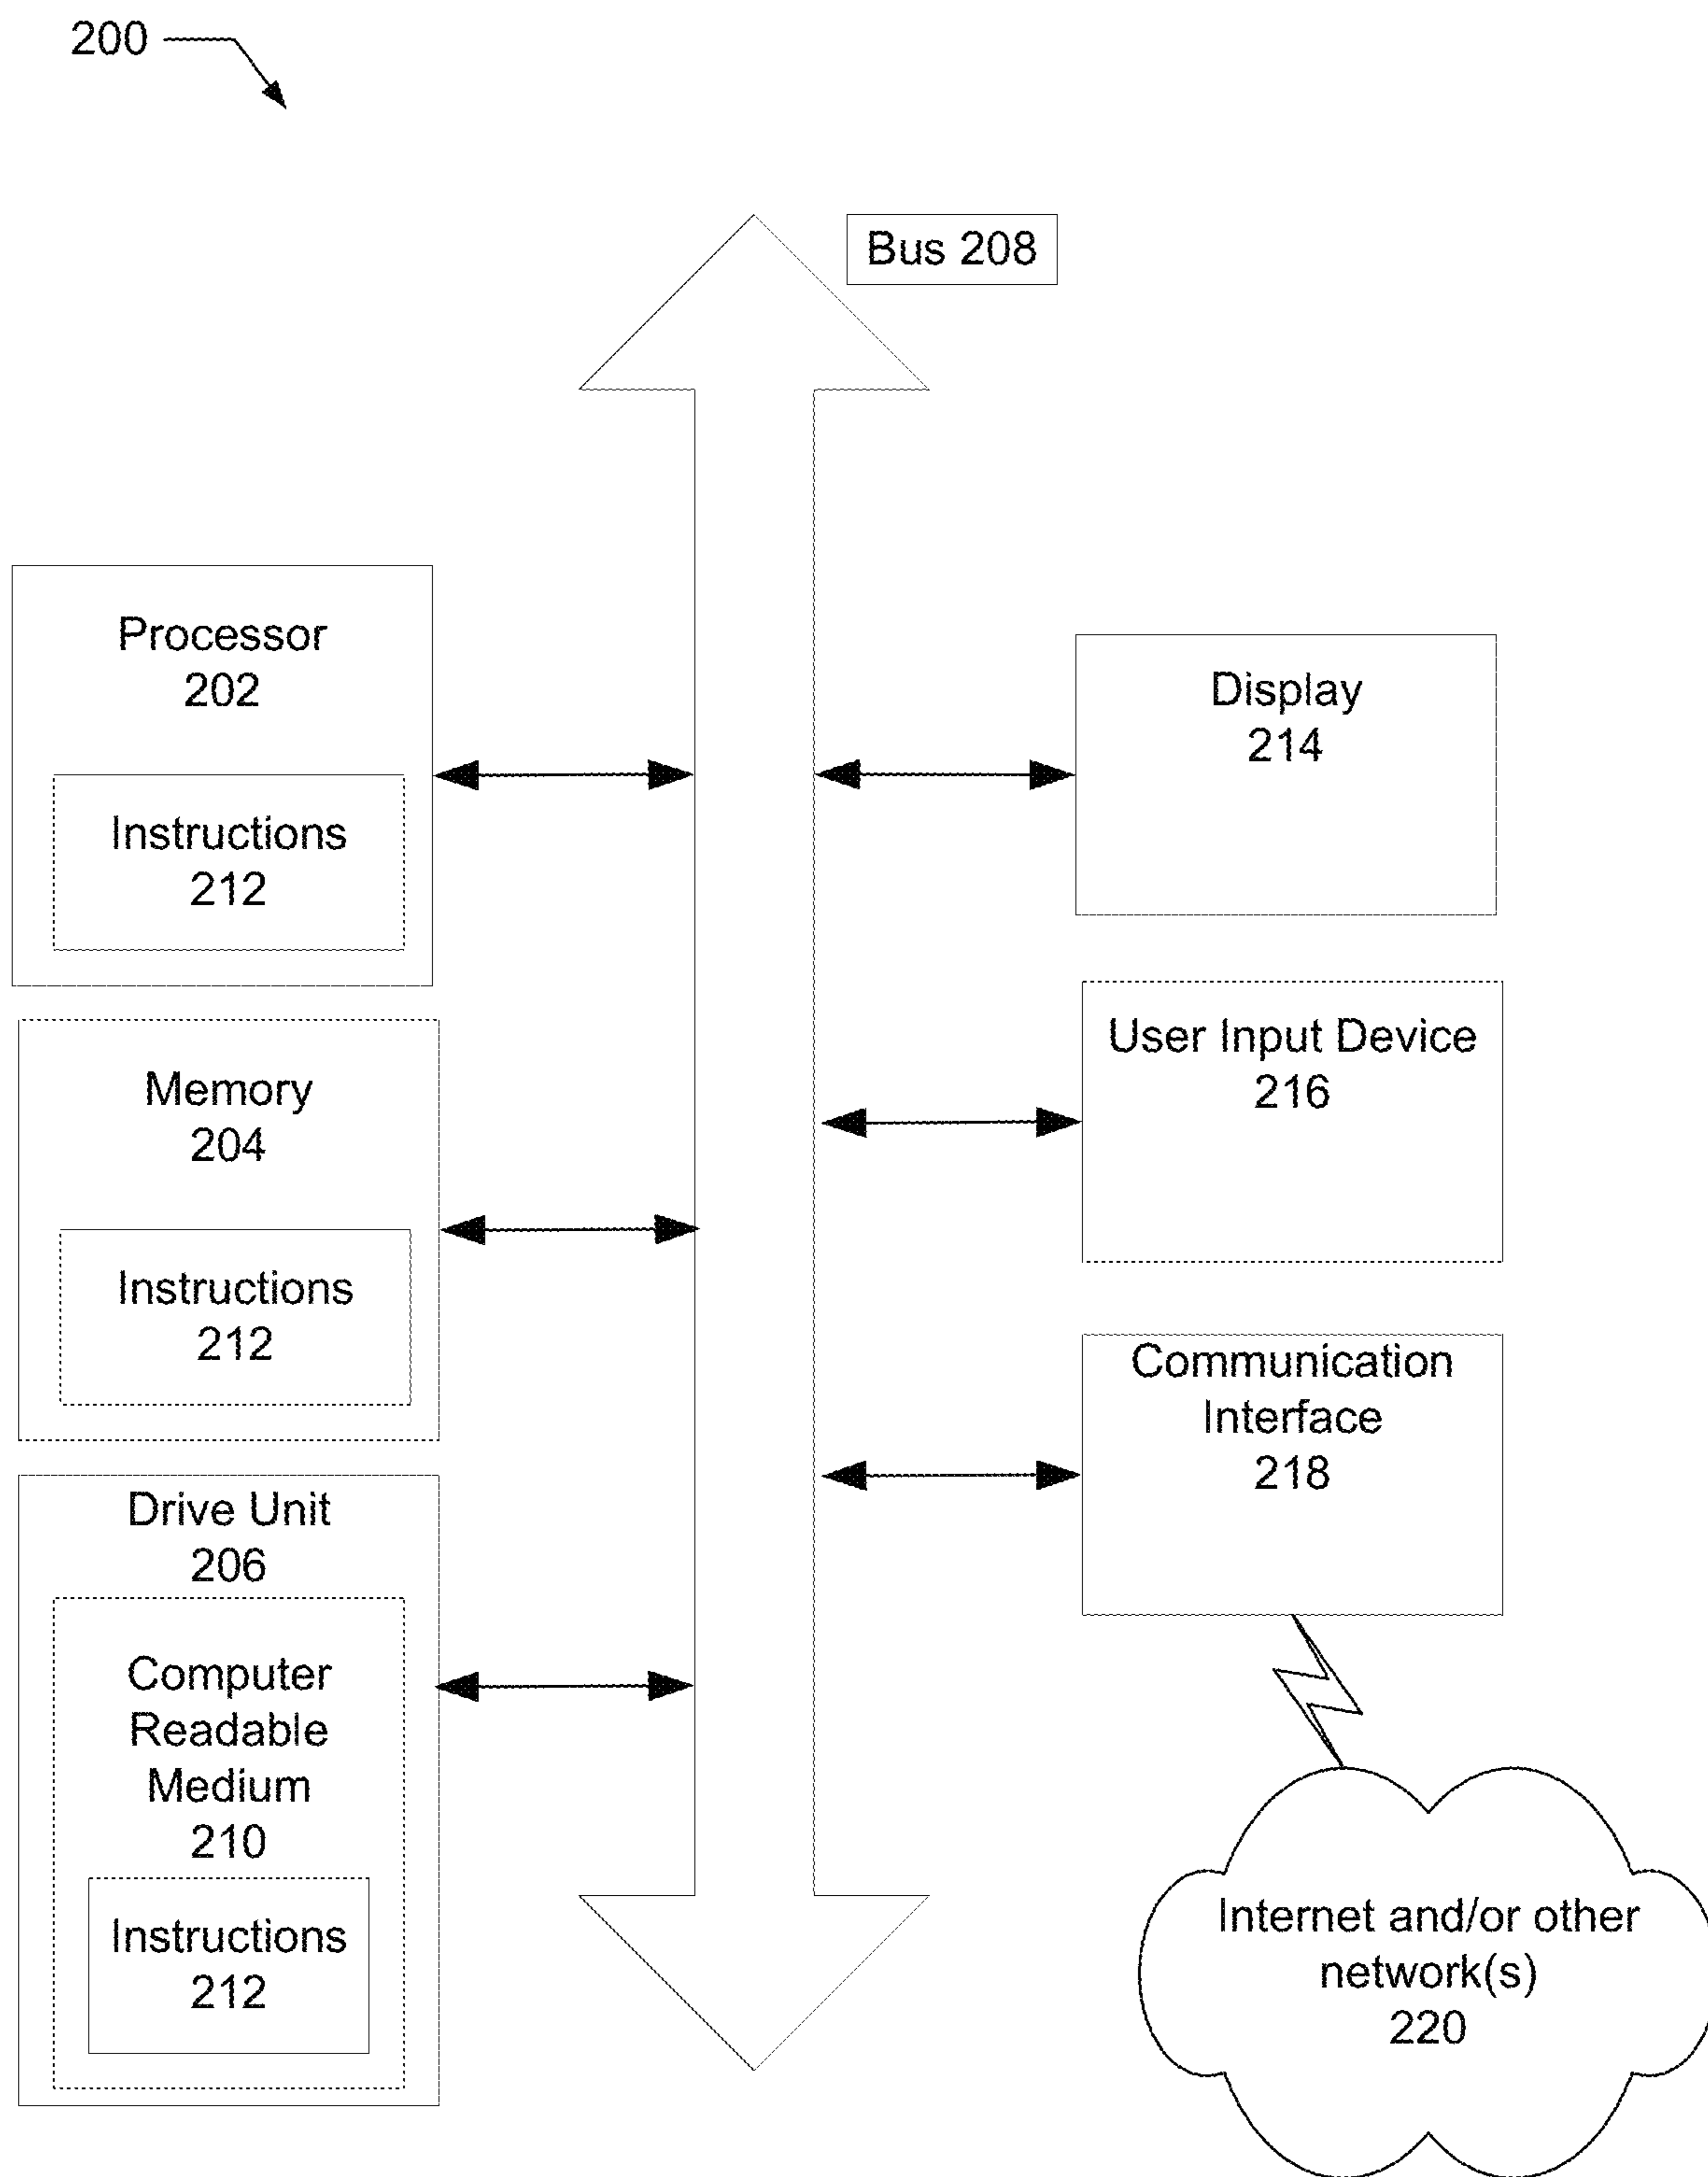 200
Bus 208
Processor
202
Instructions
212
Memory
204
Instructions
212
Drive Unit
206
Computer
Readable
Medium
210
Instructions
212
Display
214
User Input Device
216
Communication
Interface
218
Internet and/or other
network(s)
220